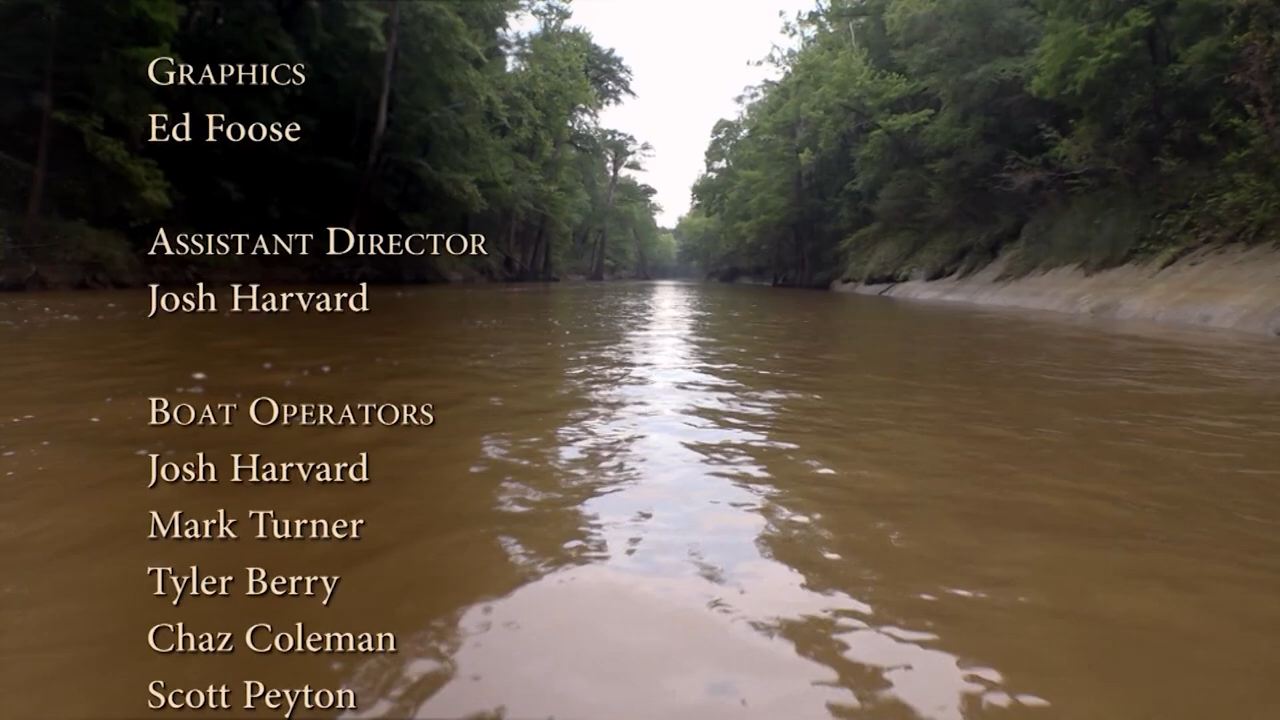 Graphics
Ed Foose
Assistant Director
Josh Harvard
Boat Operators
Josh Harvard
Mark Turner
Tyler Berry
Chaz Coleman
Scott Peyton